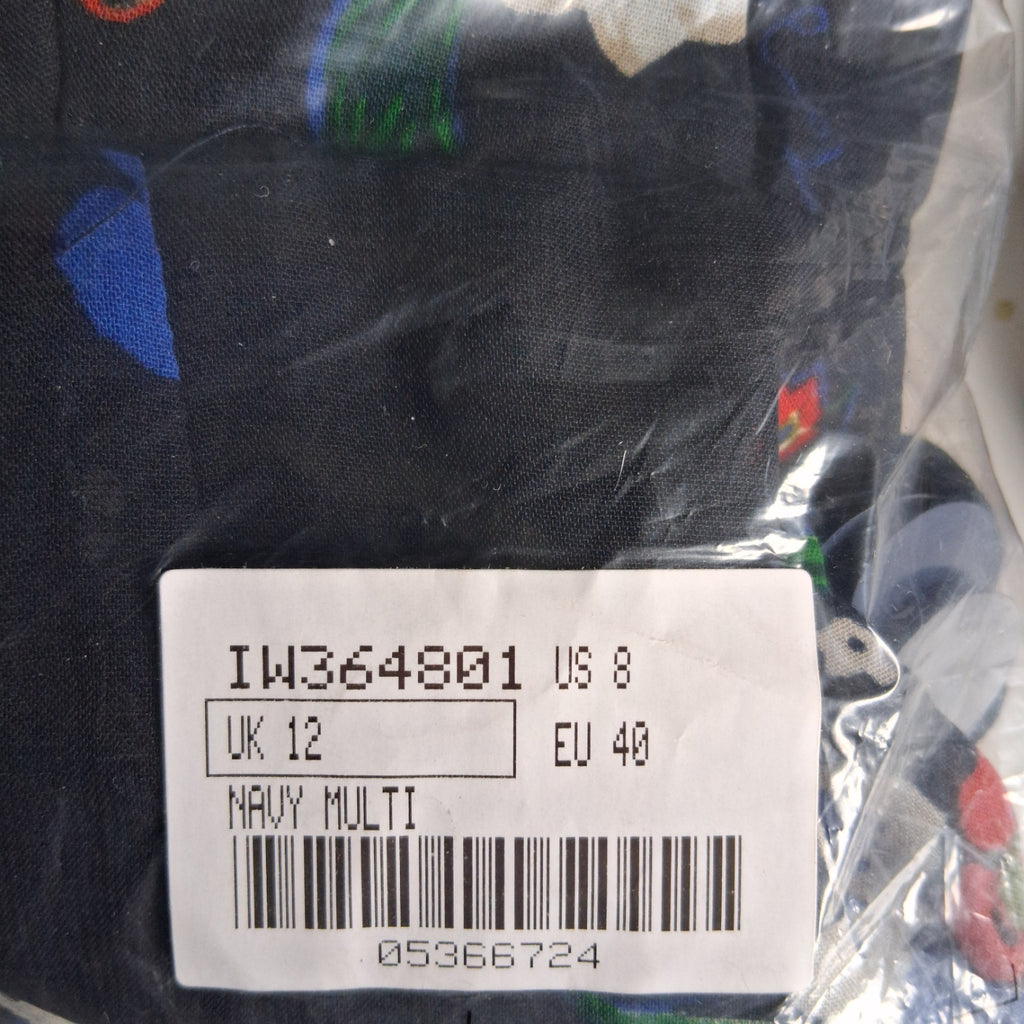 IW364801 US 8
UK 12 EU 40
NAVY MULTI
05366724